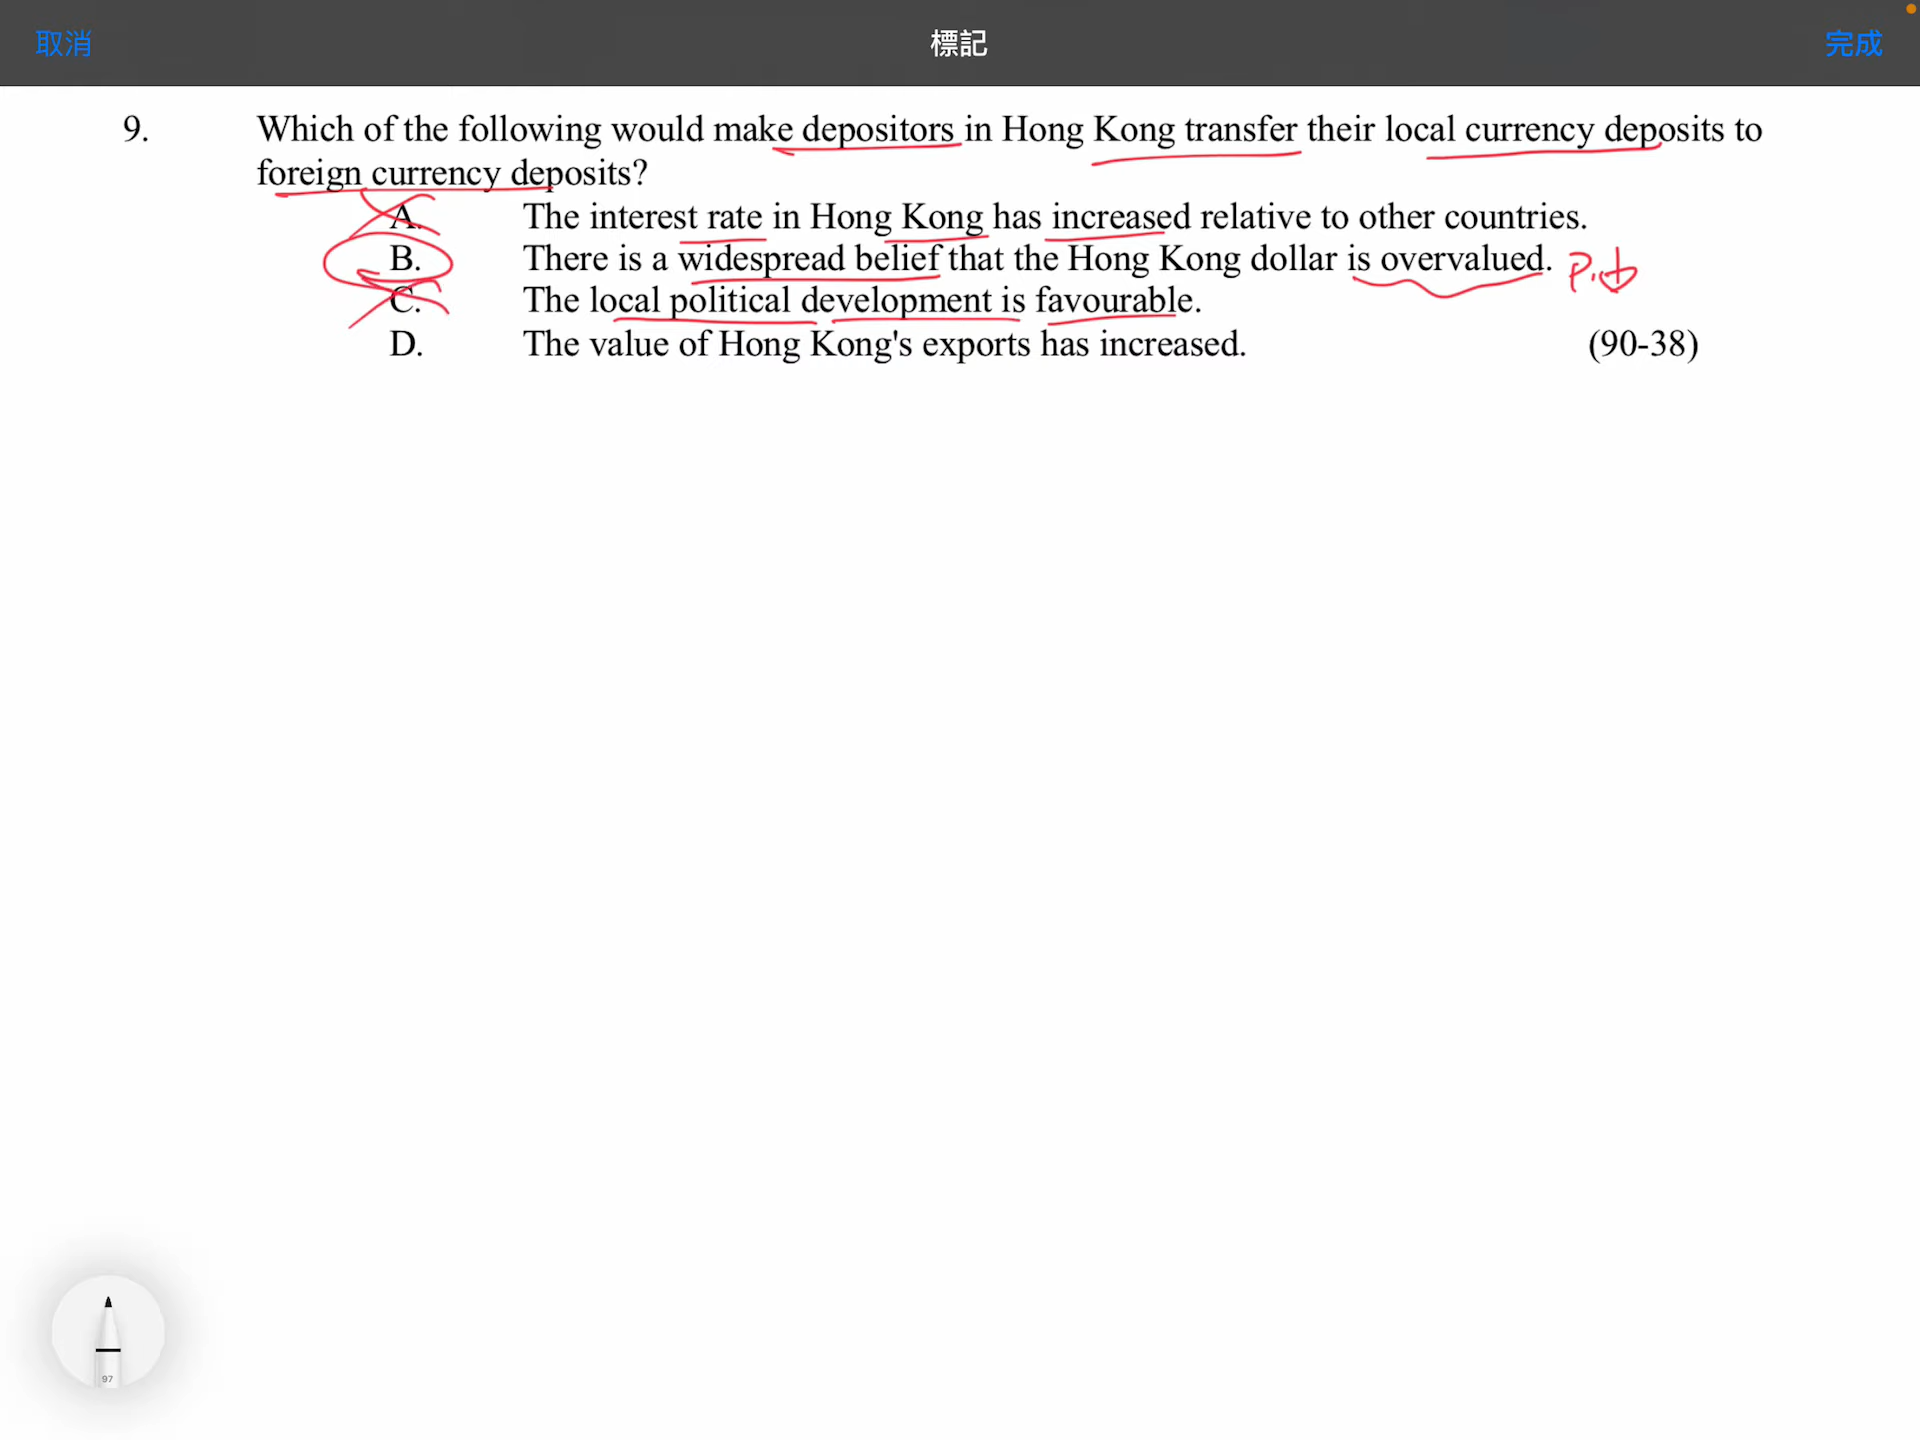 取消 標記 完成
9. Which of the following would make depositors in Hong Kong transfer their local currency deposits to
foreign currency deposits?
A. The interest rate in Hong Kong has increased relative to other countries.
B. There is a widespread belief that the Hong Kong dollar is overvalued.
C. The local political development is favourable.
D. The value of Hong Kong's exports has increased. (90-38)
97